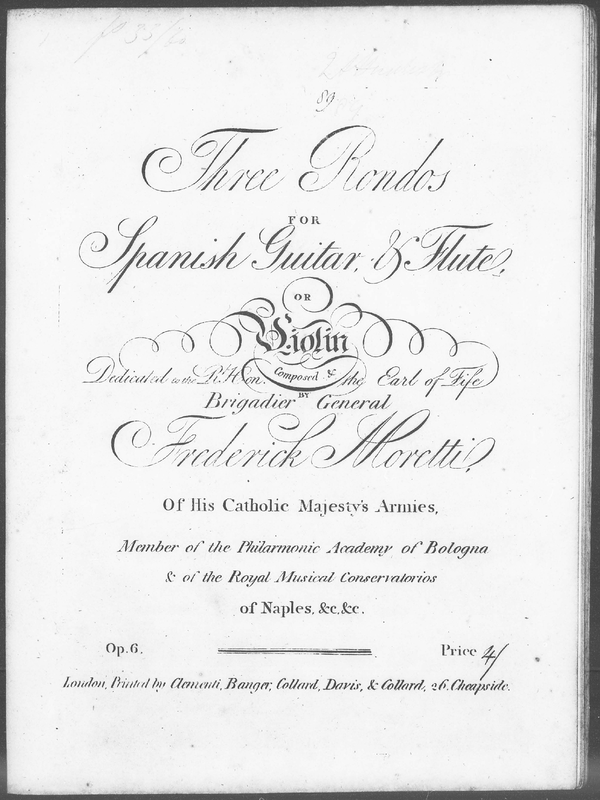 89
Three Rondos
FOR
Spanish Guitar, & Flute,
OR
Violin
Composed &
Dedicated to the Rt. Hon. the Earl of Fife
BY
Brigadier General
Frederick Moretti,
Of His Catholic Majesty's Armies,
Member of the Philarmonic Academy of Bologna
& of the Royal Musical Conservatorios
of Naples, &c, &c.
Op. 6.
Price 4/
London, Printed by Clementi, Banger, Collard, Davis, & Collard, 26, Cheapside.